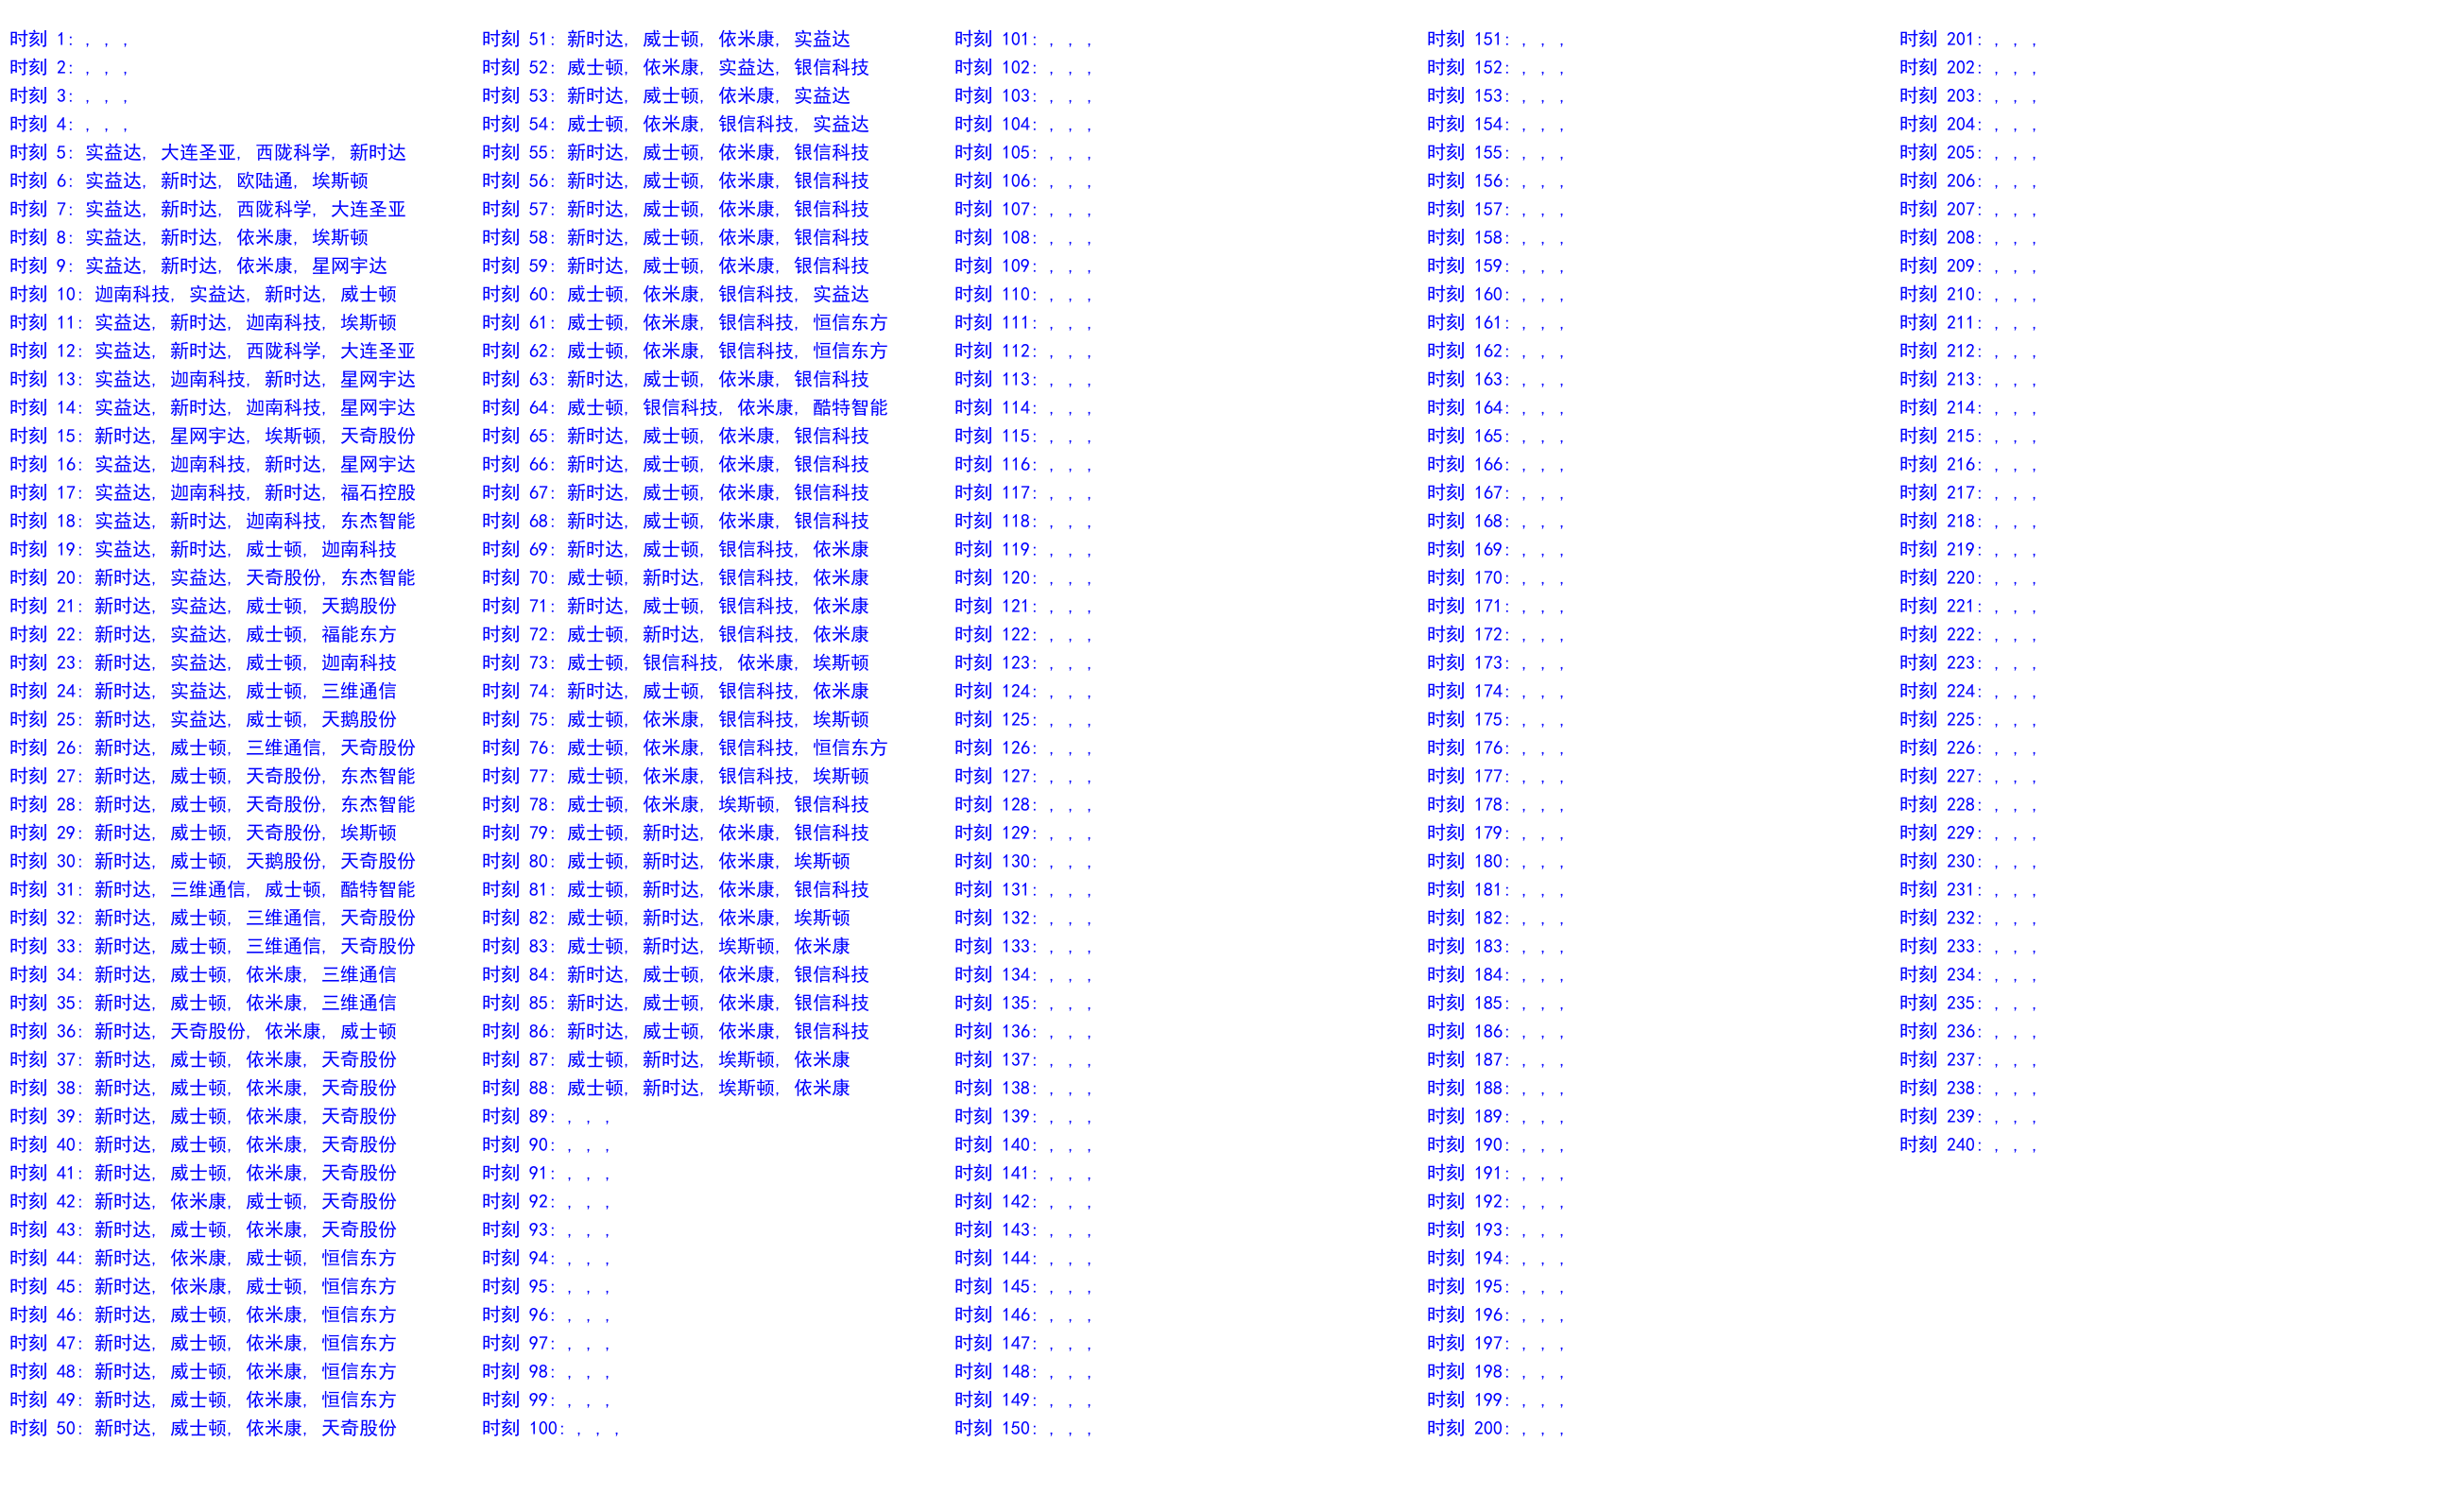 时刻 1: , , ,
时刻 2: , , ,
时刻 3: , , ,
时刻 4: , , ,
时刻 5: 实益达, 大连圣亚, 西陇科学, 新时达
时刻 6: 实益达, 新时达, 欧陆通, 埃斯顿
时刻 7: 实益达, 新时达, 西陇科学, 大连圣亚
时刻 8: 实益达, 新时达, 依米康, 埃斯顿
时刻 9: 实益达, 新时达, 依米康, 星网宇达
时刻 10: 迦南科技, 实益达, 新时达, 威士顿
时刻 11: 实益达, 新时达, 迦南科技, 埃斯顿
时刻 12: 实益达, 新时达, 西陇科学, 大连圣亚
时刻 13: 实益达, 迦南科技, 新时达, 星网宇达
时刻 14: 实益达, 新时达, 迦南科技, 星网宇达
时刻 15: 新时达, 星网宇达, 埃斯顿, 天奇股份
时刻 16: 实益达, 迦南科技, 新时达, 星网宇达
时刻 17: 实益达, 迦南科技, 新时达, 福石控股
时刻 18: 实益达, 新时达, 迦南科技, 东杰智能
时刻 19: 实益达, 新时达, 威士顿, 迦南科技
时刻 20: 新时达, 实益达, 天奇股份, 东杰智能
时刻 21: 新时达, 实益达, 威士顿, 天鹅股份
时刻 22: 新时达, 实益达, 威士顿, 福能东方
时刻 23: 新时达, 实益达, 威士顿, 迦南科技
时刻 24: 新时达, 实益达, 威士顿, 三维通信
时刻 25: 新时达, 实益达, 威士顿, 天鹅股份
时刻 26: 新时达, 威士顿, 三维通信, 天奇股份
时刻 27: 新时达, 威士顿, 天奇股份, 东杰智能
时刻 28: 新时达, 威士顿, 天奇股份, 东杰智能
时刻 29: 新时达, 威士顿, 天奇股份, 埃斯顿
时刻 30: 新时达, 威士顿, 天鹅股份, 天奇股份
时刻 31: 新时达, 三维通信, 威士顿, 酷特智能
时刻 32: 新时达, 威士顿, 三维通信, 天奇股份
时刻 33: 新时达, 威士顿, 三维通信, 天奇股份
时刻 34: 新时达, 威士顿, 依米康, 三维通信
时刻 35: 新时达, 威士顿, 依米康, 三维通信
时刻 36: 新时达, 天奇股份, 依米康, 威士顿
时刻 37: 新时达, 威士顿, 依米康, 天奇股份
时刻 38: 新时达, 威士顿, 依米康, 天奇股份
时刻 39: 新时达, 威士顿, 依米康, 天奇股份
时刻 40: 新时达, 威士顿, 依米康, 天奇股份
时刻 41: 新时达, 威士顿, 依米康, 天奇股份
时刻 42: 新时达, 依米康, 威士顿, 天奇股份
时刻 43: 新时达, 威士顿, 依米康, 天奇股份
时刻 44: 新时达, 依米康, 威士顿, 恒信东方
时刻 45: 新时达, 依米康, 威士顿, 恒信东方
时刻 46: 新时达, 威士顿, 依米康, 恒信东方
时刻 47: 新时达, 威士顿, 依米康, 恒信东方
时刻 48: 新时达, 威士顿, 依米康, 恒信东方
时刻 49: 新时达, 威士顿, 依米康, 恒信东方
时刻 50: 新时达, 威士顿, 依米康, 天奇股份
时刻 51: 新时达, 威士顿, 依米康, 实益达
时刻 52: 威士顿, 依米康, 实益达, 银信科技
时刻 53: 新时达, 威士顿, 依米康, 实益达
时刻 54: 威士顿, 依米康, 银信科技, 实益达
时刻 55: 新时达, 威士顿, 依米康, 银信科技
时刻 56: 新时达, 威士顿, 依米康, 银信科技
时刻 57: 新时达, 威士顿, 依米康, 银信科技
时刻 58: 新时达, 威士顿, 依米康, 银信科技
时刻 59: 新时达, 威士顿, 依米康, 银信科技
时刻 60: 威士顿, 依米康, 银信科技, 实益达
时刻 61: 威士顿, 依米康, 银信科技, 恒信东方
时刻 62: 威士顿, 依米康, 银信科技, 恒信东方
时刻 63: 新时达, 威士顿, 依米康, 银信科技
时刻 64: 威士顿, 银信科技, 依米康, 酷特智能
时刻 65: 新时达, 威士顿, 依米康, 银信科技
时刻 66: 新时达, 威士顿, 依米康, 银信科技
时刻 67: 新时达, 威士顿, 依米康, 银信科技
时刻 68: 新时达, 威士顿, 依米康, 银信科技
时刻 69: 新时达, 威士顿, 银信科技, 依米康
时刻 70: 威士顿, 新时达, 银信科技, 依米康
时刻 71: 新时达, 威士顿, 银信科技, 依米康
时刻 72: 威士顿, 新时达, 银信科技, 依米康
时刻 73: 威士顿, 银信科技, 依米康, 埃斯顿
时刻 74: 新时达, 威士顿, 银信科技, 依米康
时刻 75: 威士顿, 依米康, 银信科技, 埃斯顿
时刻 76: 威士顿, 依米康, 银信科技, 恒信东方
时刻 77: 威士顿, 依米康, 银信科技, 埃斯顿
时刻 78: 威士顿, 依米康, 埃斯顿, 银信科技
时刻 79: 威士顿, 新时达, 依米康, 银信科技
时刻 80: 威士顿, 新时达, 依米康, 埃斯顿
时刻 81: 威士顿, 新时达, 依米康, 银信科技
时刻 82: 威士顿, 新时达, 依米康, 埃斯顿
时刻 83: 威士顿, 新时达, 埃斯顿, 依米康
时刻 84: 新时达, 威士顿, 依米康, 银信科技
时刻 85: 新时达, 威士顿, 依米康, 银信科技
时刻 86: 新时达, 威士顿, 依米康, 银信科技
时刻 87: 威士顿, 新时达, 埃斯顿, 依米康
时刻 88: 威士顿, 新时达, 埃斯顿, 依米康
时刻 89: , , ,
时刻 90: , , ,
时刻 91: , , ,
时刻 92: , , ,
时刻 93: , , ,
时刻 94: , , ,
时刻 95: , , ,
时刻 96: , , ,
时刻 97: , , ,
时刻 98: , , ,
时刻 99: , , ,
时刻 100: , , ,
时刻 101: , , ,
时刻 102: , , ,
时刻 103: , , ,
时刻 104: , , ,
时刻 105: , , ,
时刻 106: , , ,
时刻 107: , , ,
时刻 108: , , ,
时刻 109: , , ,
时刻 110: , , ,
时刻 111: , , ,
时刻 112: , , ,
时刻 113: , , ,
时刻 114: , , ,
时刻 115: , , ,
时刻 116: , , ,
时刻 117: , , ,
时刻 118: , , ,
时刻 119: , , ,
时刻 120: , , ,
时刻 121: , , ,
时刻 122: , , ,
时刻 123: , , ,
时刻 124: , , ,
时刻 125: , , ,
时刻 126: , , ,
时刻 127: , , ,
时刻 128: , , ,
时刻 129: , , ,
时刻 130: , , ,
时刻 131: , , ,
时刻 132: , , ,
时刻 133: , , ,
时刻 134: , , ,
时刻 135: , , ,
时刻 136: , , ,
时刻 137: , , ,
时刻 138: , , ,
时刻 139: , , ,
时刻 140: , , ,
时刻 141: , , ,
时刻 142: , , ,
时刻 143: , , ,
时刻 144: , , ,
时刻 145: , , ,
时刻 146: , , ,
时刻 147: , , ,
时刻 148: , , ,
时刻 149: , , ,
时刻 150: , , ,
时刻 151: , , ,
时刻 152: , , ,
时刻 153: , , ,
时刻 154: , , ,
时刻 155: , , ,
时刻 156: , , ,
时刻 157: , , ,
时刻 158: , , ,
时刻 159: , , ,
时刻 160: , , ,
时刻 161: , , ,
时刻 162: , , ,
时刻 163: , , ,
时刻 164: , , ,
时刻 165: , , ,
时刻 166: , , ,
时刻 167: , , ,
时刻 168: , , ,
时刻 169: , , ,
时刻 170: , , ,
时刻 171: , , ,
时刻 172: , , ,
时刻 173: , , ,
时刻 174: , , ,
时刻 175: , , ,
时刻 176: , , ,
时刻 177: , , ,
时刻 178: , , ,
时刻 179: , , ,
时刻 180: , , ,
时刻 181: , , ,
时刻 182: , , ,
时刻 183: , , ,
时刻 184: , , ,
时刻 185: , , ,
时刻 186: , , ,
时刻 187: , , ,
时刻 188: , , ,
时刻 189: , , ,
时刻 190: , , ,
时刻 191: , , ,
时刻 192: , , ,
时刻 193: , , ,
时刻 194: , , ,
时刻 195: , , ,
时刻 196: , , ,
时刻 197: , , ,
时刻 198: , , ,
时刻 199: , , ,
时刻 200: , , ,
时刻 201: , , ,
时刻 202: , , ,
时刻 203: , , ,
时刻 204: , , ,
时刻 205: , , ,
时刻 206: , , ,
时刻 207: , , ,
时刻 208: , , ,
时刻 209: , , ,
时刻 210: , , ,
时刻 211: , , ,
时刻 212: , , ,
时刻 213: , , ,
时刻 214: , , ,
时刻 215: , , ,
时刻 216: , , ,
时刻 217: , , ,
时刻 218: , , ,
时刻 219: , , ,
时刻 220: , , ,
时刻 221: , , ,
时刻 222: , , ,
时刻 223: , , ,
时刻 224: , , ,
时刻 225: , , ,
时刻 226: , , ,
时刻 227: , , ,
时刻 228: , , ,
时刻 229: , , ,
时刻 230: , , ,
时刻 231: , , ,
时刻 232: , , ,
时刻 233: , , ,
时刻 234: , , ,
时刻 235: , , ,
时刻 236: , , ,
时刻 237: , , ,
时刻 238: , , ,
时刻 239: , , ,
时刻 240: , , ,